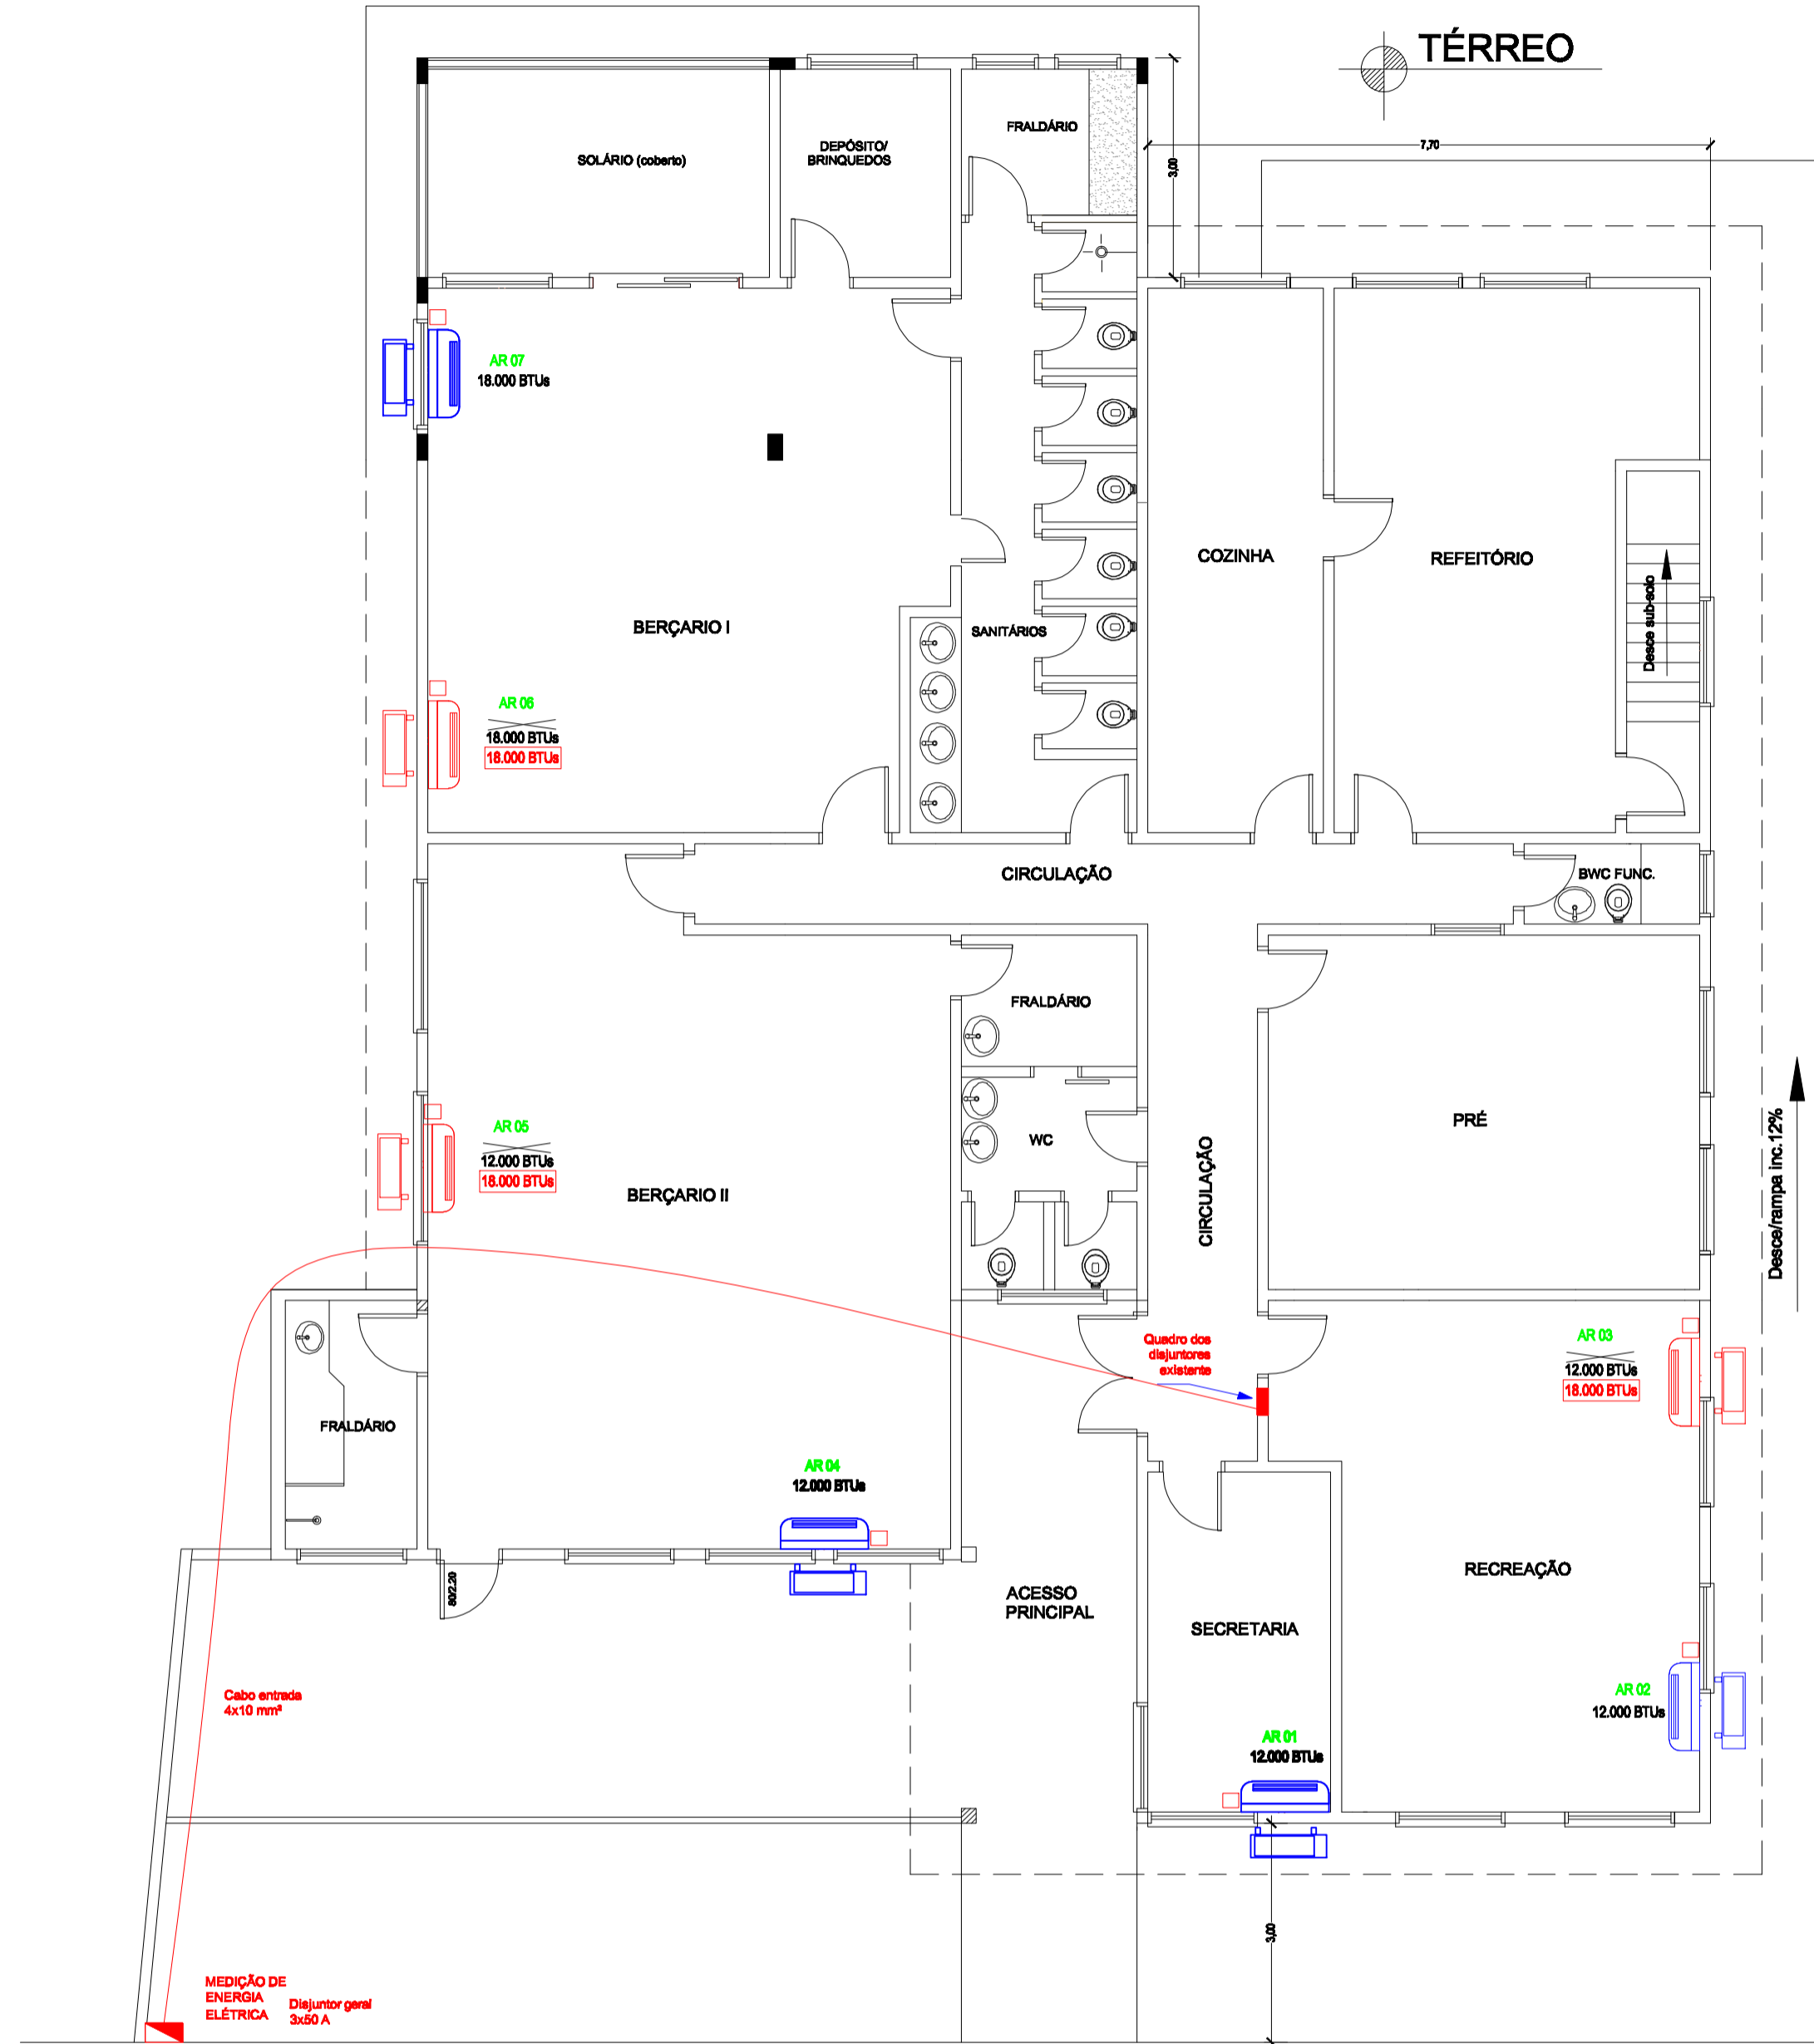 TÉRREO
7,70
3,00
FRALDÁRIO
DEPÓSITO/
BRINQUEDOS
SOLÁRIO (coberto)
AR 07
18.000 BTUs
COZINHA
REFEITÓRIO
Desce sub-solo
BERÇARIO I
SANITÁRIOS
AR 06
18.000 BTUs
18.000 BTUs
CIRCULAÇÃO
BWC FUNC.
FRALDÁRIO
AR 05
12.000 BTUs
18.000 BTUs
BERÇARIO II
WC
CIRCULAÇÃO
PRÉ
Desce/rampa inc.12%
Quadro dos
disjuntores
existente
AR 03
12.000 BTUs
18.000 BTUs
FRALDÁRIO
AR 04
12.000 BTUs
80/2.20
ACESSO
PRINCIPAL
SECRETARIA
RECREAÇÃO
AR 02
12.000 BTUs
Cabo entrada
4x10 mm²
AR 01
12.000 BTUs
3,00
MEDIÇÃO DE
ENERGIA
ELÉTRICA
Disjuntor geral
3x50 A